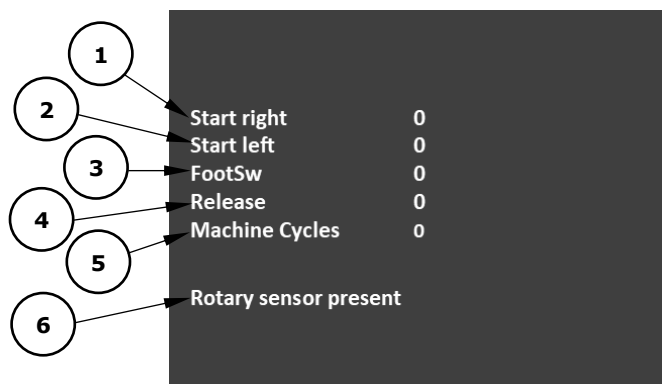 1
2
3
4
5
6
Start right 0
Start left 0
FootSw 0
Release 0
Machine Cycles 0
Rotary sensor present